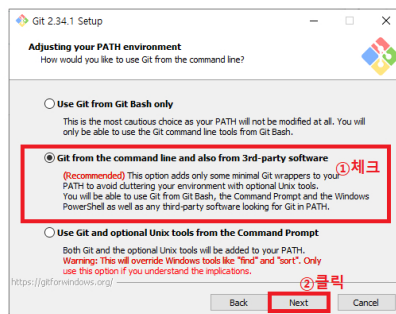 Git 2.34.1 Setup
Adjusting your PATH environment
How would you like to use Git from the command line?
Use Git from Git Bash only
This is the most cautious choice as your PATH will not be modified at all. You will
only be able to use the Git command line tools from Git Bash.
Git from the command line and also from 3rd-party software
①체크
(Recommended) This option adds only some minimal Git wrappers to your
PATH to avoid cluttering your environment with optional Unix tools.
You will be able to use Git from Git Bash, the Command Prompt and the Windows
PowerShell as well as any third-party software looking for Git in PATH.
Use Git and optional Unix tools from the Command Prompt
Both Git and the optional Unix tools will be added to your PATH.
Warning: This will override Windows tools like "find" and "sort". Only
use this option if you understand the implications.
https://gitforwindows.org/
②클릭
Back Next Cancel